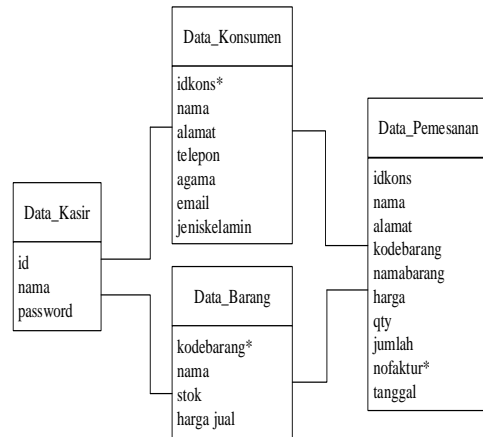 Data_Konsumen
idkons*
nama
alamat
telepon
agama
email
jeniskelamin
Data_Pemesanan
idkons
nama
alamat
kodebarang
namabarang
harga
qty
jumlah
nofaktur*
tanggal
Data_Kasir
id
nama
password
Data_Barang
kodebarang*
nama
stok
harga jual